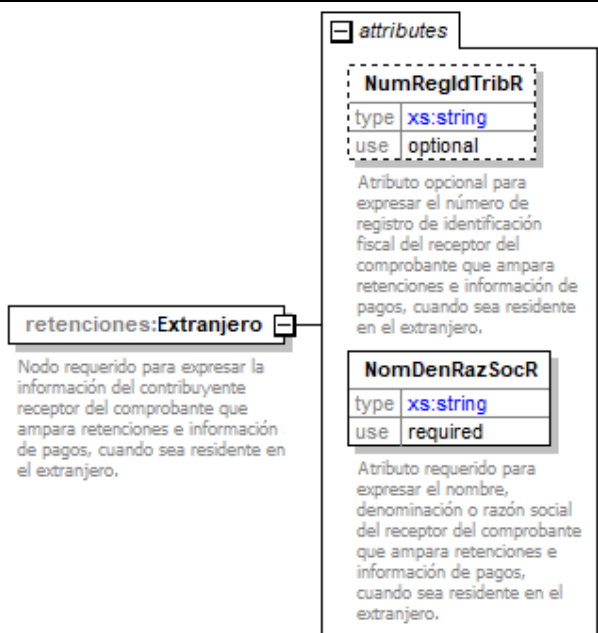 attributes
NumRegIdTribR
type xs:string
use optional
Atributo opcional para
expresar el número de
registro de identificación
fiscal del receptor del
comprobante que ampara
retenciones e información de
pagos, cuando sea residente
en el extranjero.
retenciones:Extranjero
Nodo requerido para expresar la
información del contribuyente
receptor del comprobante que
ampara retenciones e información
de pagos, cuando sea residente en
el extranjero.
NomDenRazSocR
type xs:string
use required
Atributo requerido para
expresar el nombre,
denominación o razón social
del receptor del comprobante
que ampara retenciones e
información de pagos,
cuando sea residente en el
extranjero.